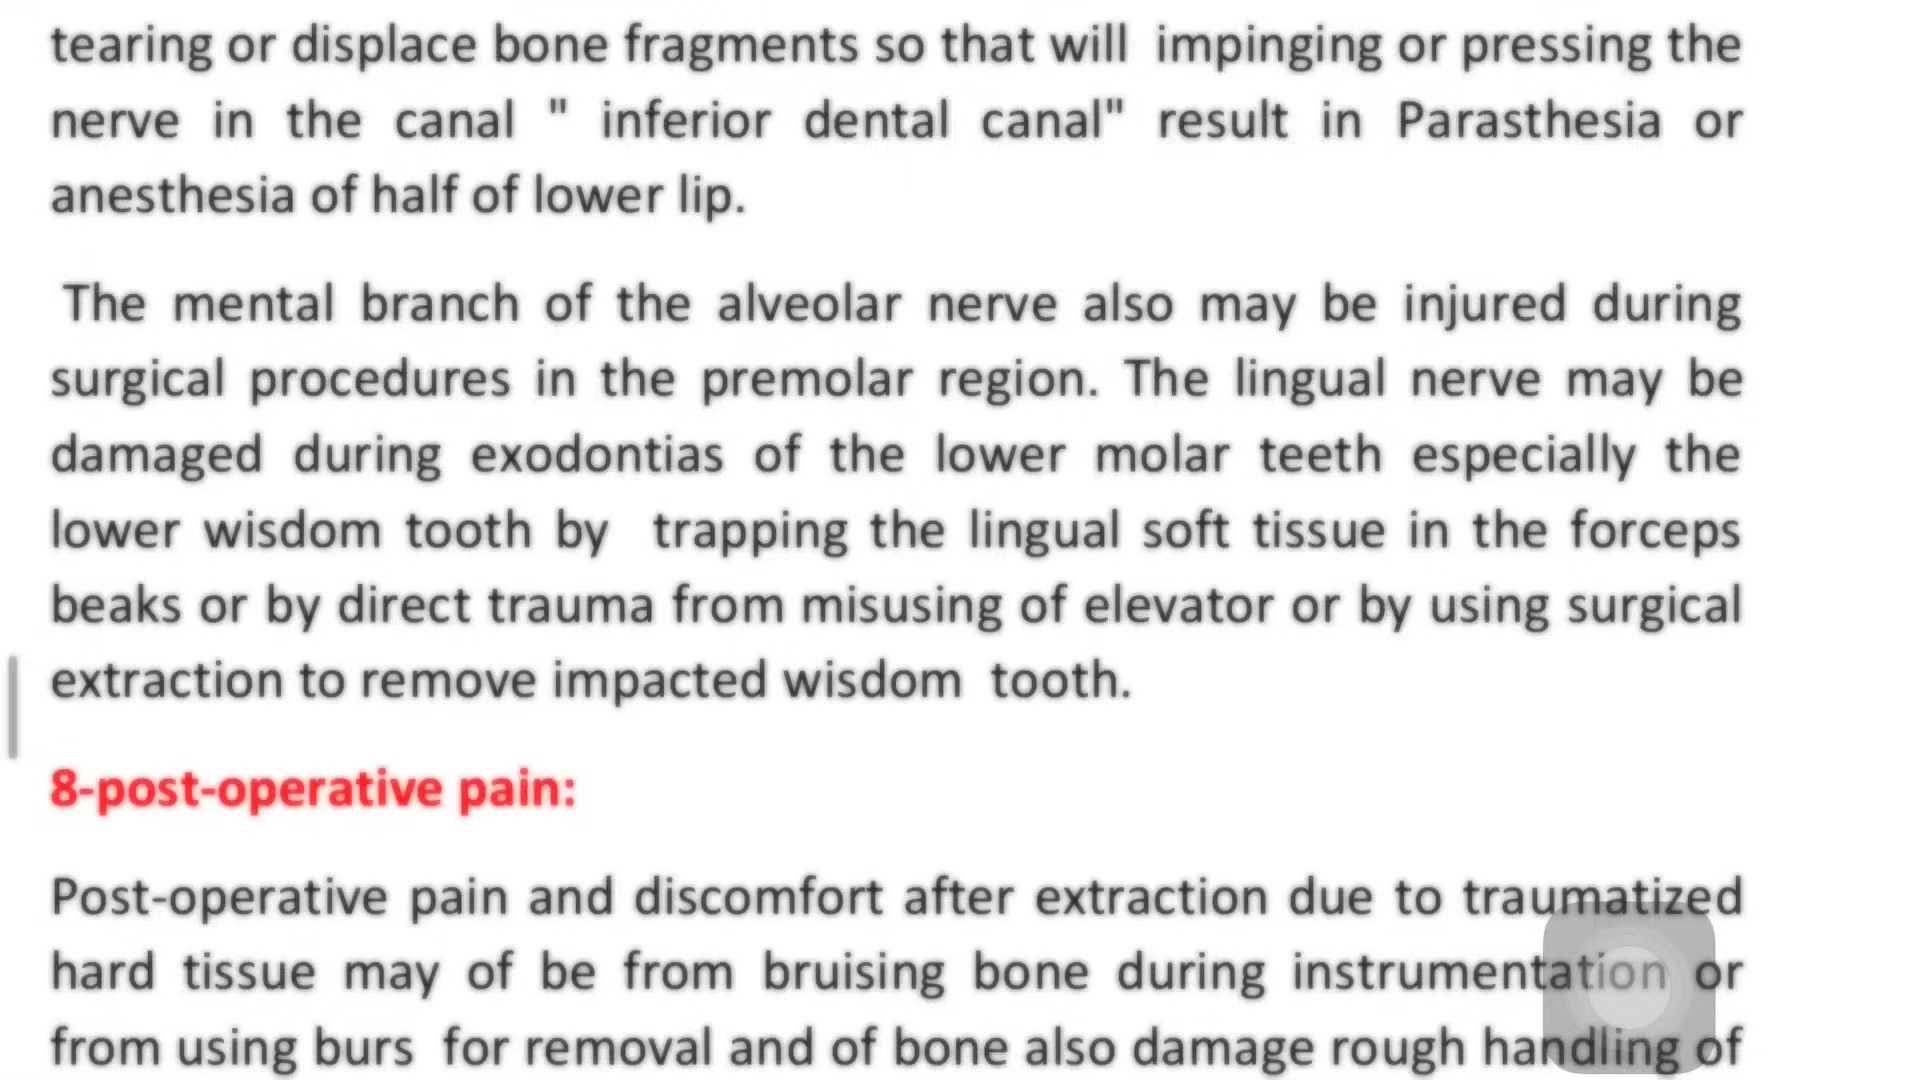 tearing or displace bone fragments so that will impinging or pressing the
nerve in the canal " inferior dental canal" result in Parasthesia or
anesthesia of half of lower lip.
The mental branch of the alveolar nerve also may be injured during
surgical procedures in the premolar region. The lingual nerve may be
damaged during exodontias of the lower molar teeth especially the
lower wisdom tooth by trapping the lingual soft tissue in the forceps
beaks or by direct trauma from misusing of elevator or by using surgical
extraction to remove impacted wisdom tooth.
8-post-operative pain:
Post-operative pain and discomfort after extraction due to traumatized
hard tissue may of be from bruising bone during instrumentation or
from using burs for removal and of bone also damage rough handling of